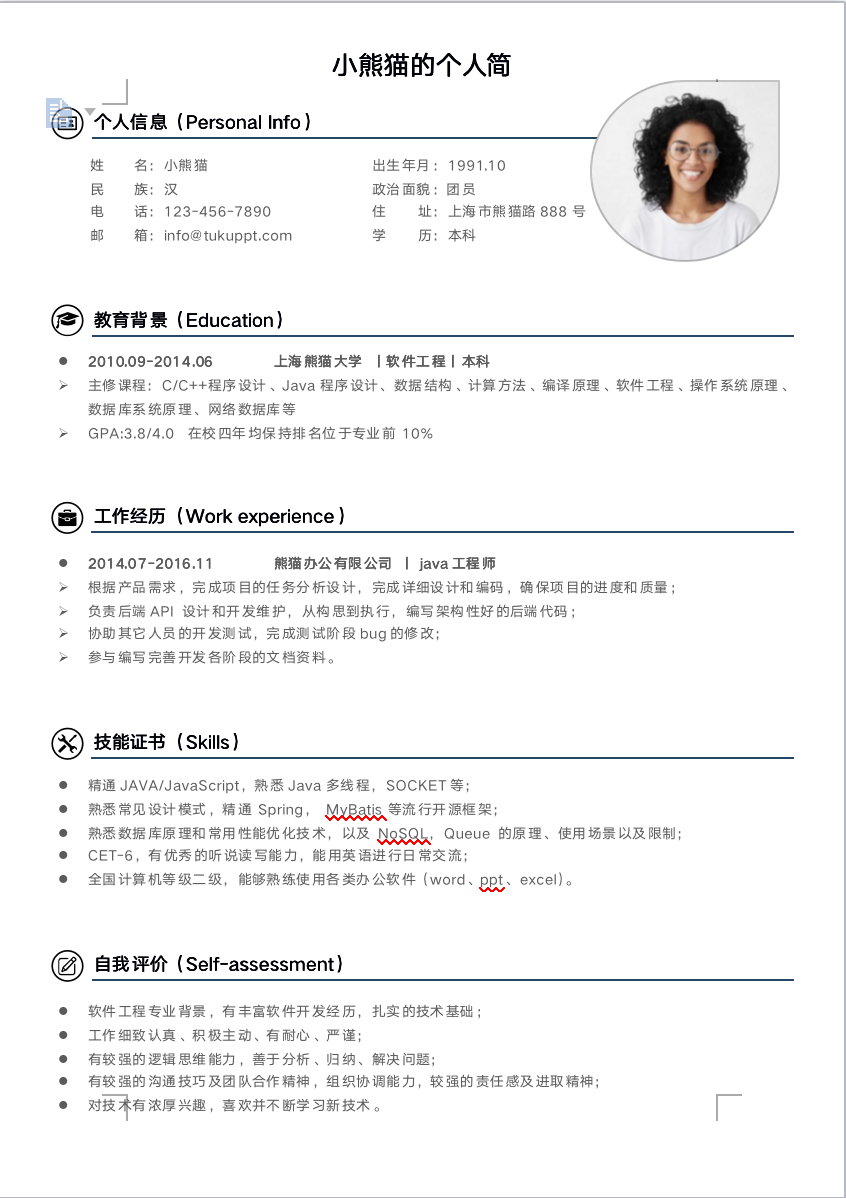 小熊猫的个人简
个人信息（Personal Info）
姓 名：小熊猫 出生年月：1991.10
民 族：汉 政治面貌：团员
电 话：123-456-7890 住 址：上海市熊猫路 888 号
邮 箱：info@tukuppt.com 学 历：本科
教育背景（Education）
2010.09-2014.06 上海熊猫大学 丨软件工程丨本科
主修课程：C/C++程序设计、Java 程序设计、数据结构、计算方法、编译原理、软件工程、操作系统原理、
数据库系统原理、网络数据库等
GPA:3.8/4.0 在校四年均保持排名位于专业前 10%
工作经历（Work experience）
2014.07-2016.11 熊猫办公有限公司 丨 java 工程师
根据产品需求，完成项目的任务分析设计，完成详细设计和编码，确保项目的进度和质量；
负责后端 API 设计和开发维护，从构思到执行，编写架构性好的后端代码；
协助其它人员的开发测试，完成测试阶段 bug 的修改；
参与编写完善开发各阶段的文档资料。
技能证书（Skills）
精通 JAVA/JavaScript，熟悉 Java 多线程，SOCKET 等；
熟悉常见设计模式，精通 Spring， MyBatis 等流行开源框架；
熟悉数据库原理和常用性能优化技术，以及 NoSQL，Queue 的原理、使用场景以及限制；
CET-6，有优秀的听说读写能力，能用英语进行日常交流；
全国计算机等级二级，能够熟练使用各类办公软件（word、ppt、excel）。
自我评价（Self-assessment）
软件工程专业背景，有丰富软件开发经历，扎实的技术基础；
工作细致认真、积极主动、有耐心、严谨；
有较强的逻辑思维能力，善于分析、归纳、解决问题；
有较强的沟通技巧及团队合作精神，组织协调能力，较强的责任感及进取精神；
对技术有浓厚兴趣，喜欢并不断学习新技术。